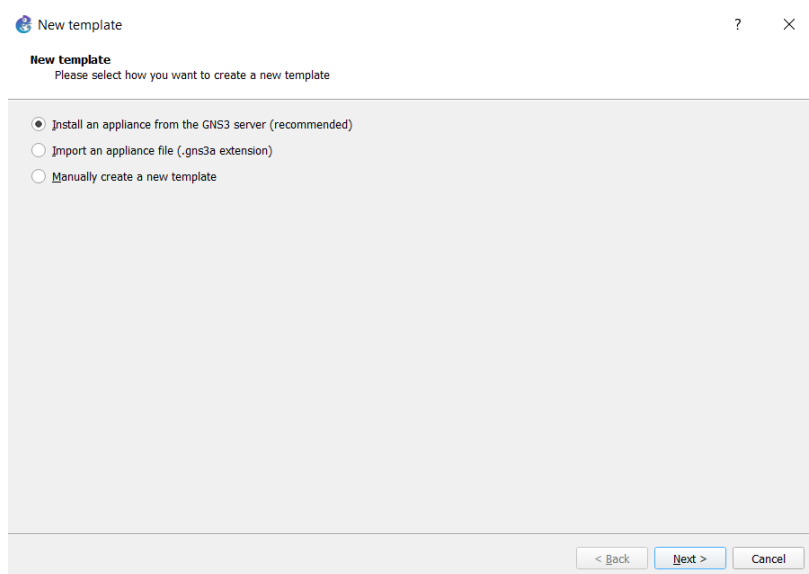 New template
?
New template
Please select how you want to create a new template
Install an appliance from the GNS3 server (recommended)
Import an appliance file (.gns3a extension)
Manually create a new template
< Back Next > Cancel